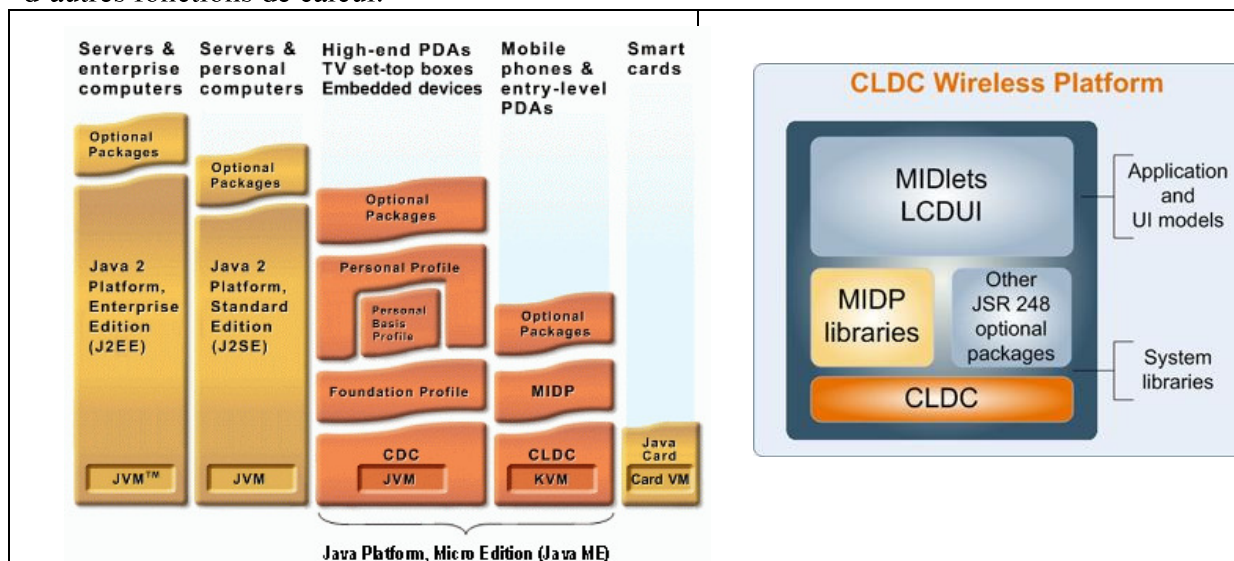 d'autres fonctions de calcul.
Servers &
enterprise
computers
Servers &
personal
computers
High-end PDAs
TV set-top boxes
Embedded devices
Mobile
phones &
entry-level
PDAs
Smart
cards
Optional
Packages
Java 2
Platform,
Enterprise
Edition
(J2EE)
JVM™
Optional
Packages
Java 2
Platform,
Standard
Edition
(J2SE)
JVM
Optional
Packages
Personal Profile
Personal
Basis
Profile
Foundation Profile
CDC
JVM
Optional
Packages
MIDP
CLDC
KVM
Java
Card
Card VM
Java Platform, Micro Edition (Java ME)
CLDC Wireless Platform
MIDlets
LCDUI
Application
and
UI models
MIDP
libraries
Other
JSR 248
optional
packages
System
libraries
CLDC